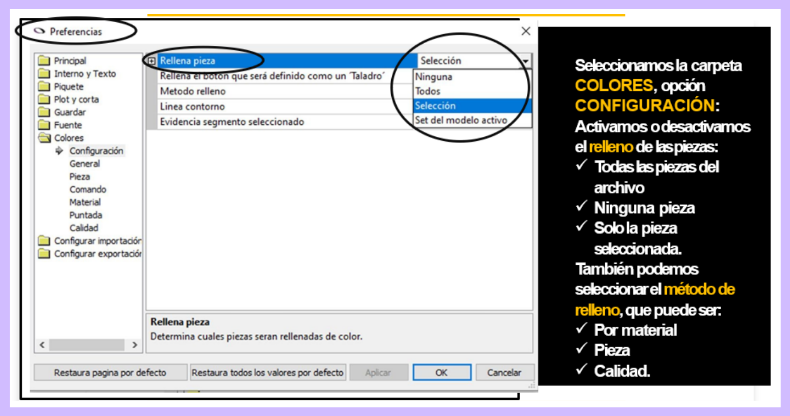 Preferencias
Principal
Interno y Texto
Piquete
Plot y corta
Guardar
Fuente
Colores
Configuración
General
Pieza
Comando
Material
Puntada
Calidad
Configurar importación
Configurar exportación
Rellena pieza Selección
Rellena el botón que será definido como un 'Taladro'
Metodo relleno
Linea contorno
Evidencia segmento seleccionado
Ninguna
Todos
Selección
Set del modelo activo
Rellena pieza
Determina cuales piezas seran rellenadas de color.
Restaura pagina por defecto Restaura todos los valores por defecto Aplicar OK Cancelar
Seleccionamos la carpeta
COLORES, opción
CONFIGURACIÓN:
Activamos o desactivamos
el relleno de las piezas:
✓ Todas las piezas del
archivo
✓ Ninguna pieza
✓ Solo la pieza
seleccionada.
También podemos
seleccionar el método de
relleno, que puede ser:
✓ Por material
✓ Pieza
✓ Calidad.